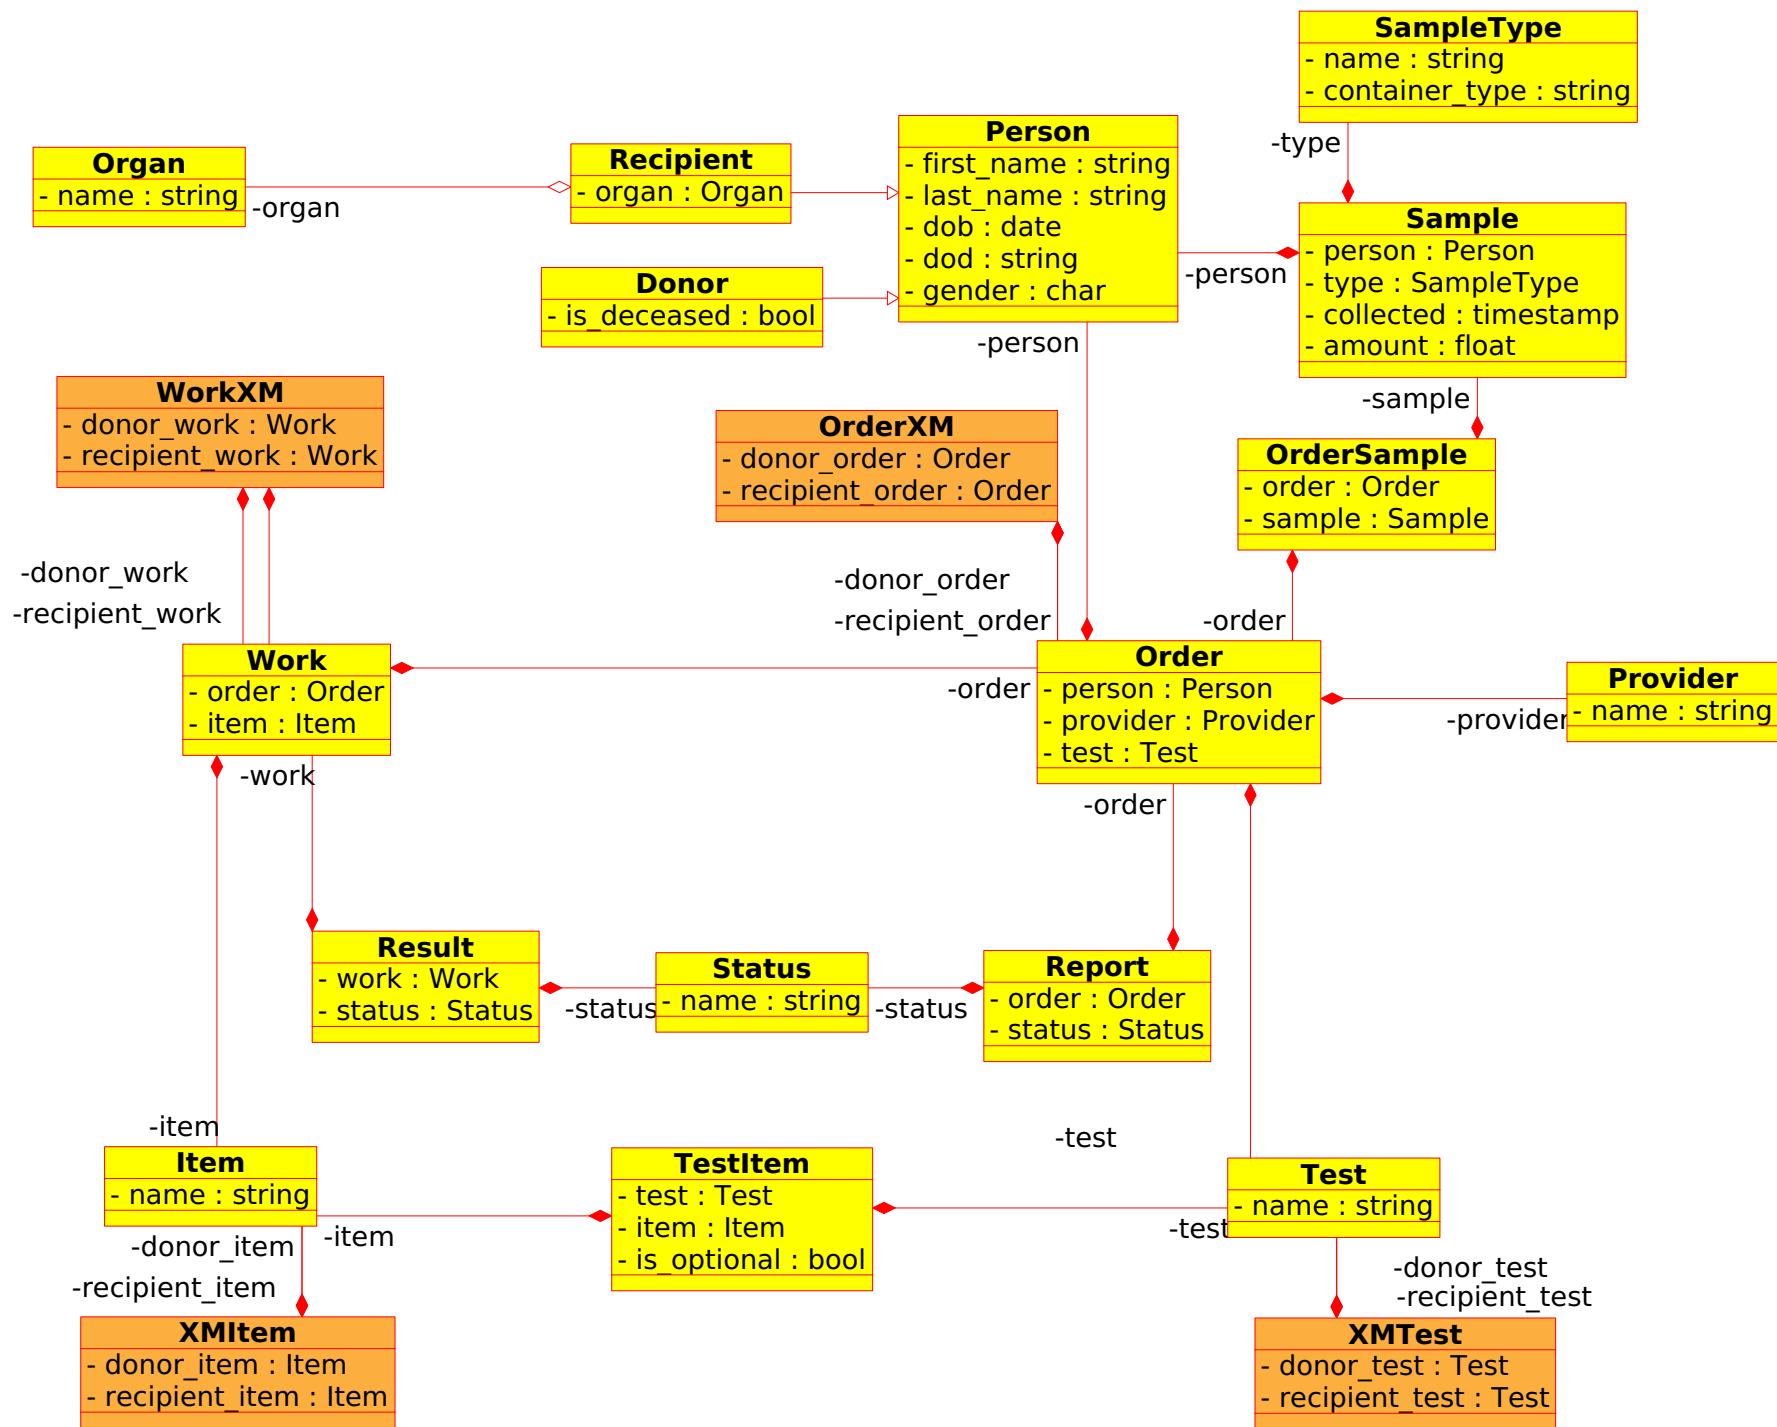 SampleType
- name : string
- container_type : string
-type
Organ
- name : string
-organ
Recipient
- organ : Organ
Person
- first_name : string
- last_name : string
- dob : date
- dod : string
- gender : char
-person
-person
Sample
- person : Person
- type : SampleType
- collected : timestamp
- amount : float
-sample
Donor
- is_deceased : bool
WorkXM
- donor_work : Work
- recipient_work : Work
-donor_work
-recipient_work
OrderXM
- donor_order : Order
- recipient_order : Order
-donor_order
-recipient_order
OrderSample
- order : Order
- sample : Sample
-order
Work
- order : Order
- item : Item
-work
-order
Order
- person : Person
- provider : Provider
- test : Test
-order
-provider
Provider
- name : string
Result
- work : Work
- status : Status
-status
Status
- name : string
-status
Report
- order : Order
- status : Status
-item
Item
- name : string
-item
-donor_item
-recipient_item
TestItem
- test : Test
- item : Item
- is_optional : bool
-test
-test
Test
- name : string
-donor_test
-recipient_test
XMItem
- donor_item : Item
- recipient_item : Item
XMTest
- donor_test : Test
- recipient_test : Test